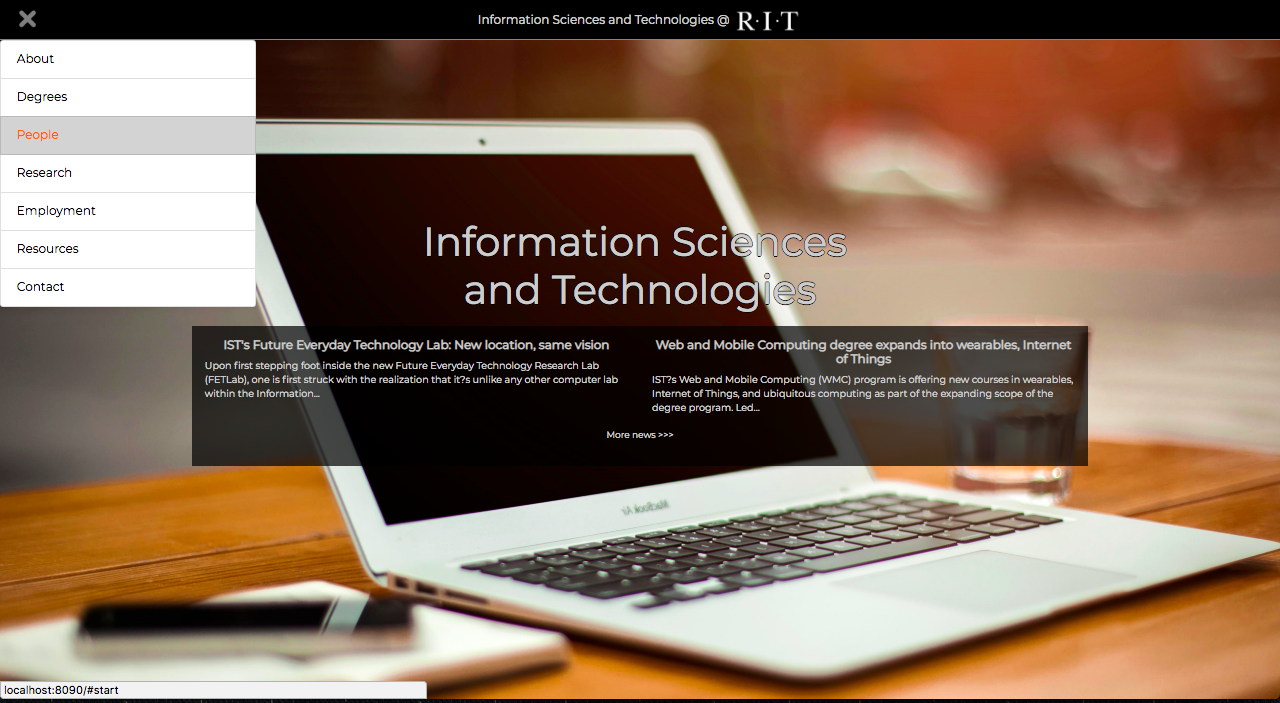 Information Sciences and Technologies @ R·I·T
About
Degrees
People
Research
Employment
Resources
Contact
Information Sciences
and Technologies
IST's Future Everyday Technology Lab: New location, same vision
Upon first stepping foot inside the new Future Everyday Technology Research Lab
(FETLab), one is first struck with the realization that it?s unlike any other computer lab
within the Information...
Web and Mobile Computing degree expands into wearables, Internet
of Things
IST?s Web and Mobile Computing (WMC) program is offering new courses in wearables,
Internet of Things, and ubiquitous computing as part of the expanding scope of the
degree program. Led...
More news >>>
localhost:8090/#start